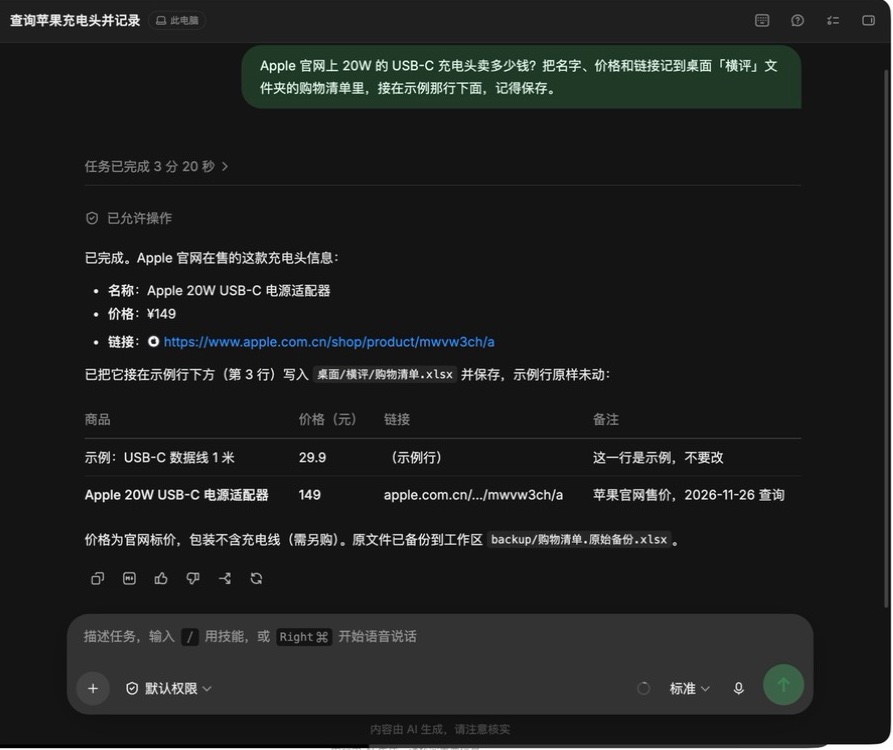 查询苹果充电头并记录 此电脑
Apple 官网上 20W 的 USB-C 充电头卖多少钱？把名字、价格和链接记到桌面「横评」文
件夹的购物清单里，接在示例那行下面，记得保存。
任务已完成 3 分 20 秒
已允许操作
已完成。Apple 官网在售的这款充电头信息：
• 名称：Apple 20W USB-C 电源适配器
• 价格：¥149
• 链接：https://www.apple.com.cn/shop/product/mwvw3ch/a
已把它接在示例行下方（第 3 行）写入 桌面/横评/购物清单.xlsx 并保存，示例行原样未动：
商品 价格（元） 链接 备注
示例：USB-C 数据线 1 米 29.9 （示例行） 这一行是示例，不要改
Apple 20W USB-C 电源适配器 149 apple.com.cn/.../mwvw3ch/a 苹果官网售价，2026-11-26 查询
价格为官网标价，包装不含充电线（需另购）。原文件已备份到工作区 backup/购物清单.原始备份.xlsx 。
描述任务，输入 / 用技能，或 Right⌘ 开始语音说话
默认权限 标准
内容由 AI 生成，请注意核实